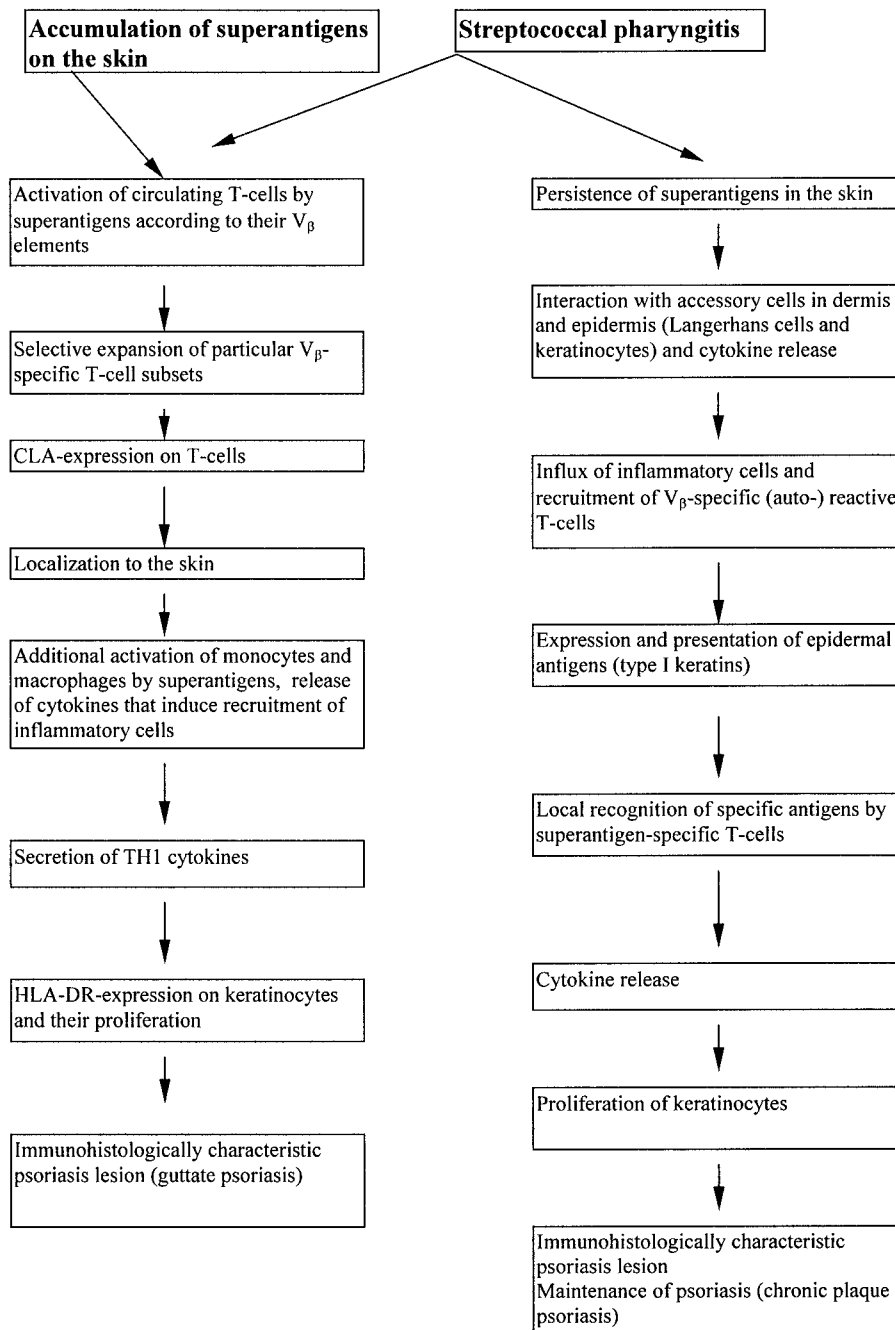 Accumulation of superantigens
on the skin
Streptococcal pharyngitis
Activation of circulating T-cells by
superantigens according to their Vβ
elements
Selective expansion of particular Vβ-
specific T-cell subsets
CLA-expression on T-cells
Localization to the skin
Additional activation of monocytes and
macrophages by superantigens, release
of cytokines that induce recruitment of
inflammatory cells
Secretion of TH1 cytokines
HLA-DR-expression on keratinocytes
and their proliferation
Immunohistologically characteristic
psoriasis lesion (guttate psoriasis)
Persistence of superantigens in the skin
Interaction with accessory cells in dermis
and epidermis (Langerhans cells and
keratinocytes) and cytokine release
Influx of inflammatory cells and
recruitment of Vβ-specific (auto-) reactive
T-cells
Expression and presentation of epidermal
antigens (type I keratins)
Local recognition of specific antigens by
superantigen-specific T-cells
Cytokine release
Proliferation of keratinocytes
Immunohistologically characteristic
psoriasis lesion
Maintenance of psoriasis (chronic plaque
psoriasis)